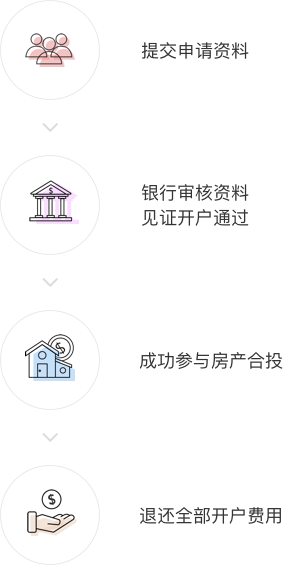 提交申请资料
银行审核资料
见证开户通过
成功参与房产合投
退还全部开户费用